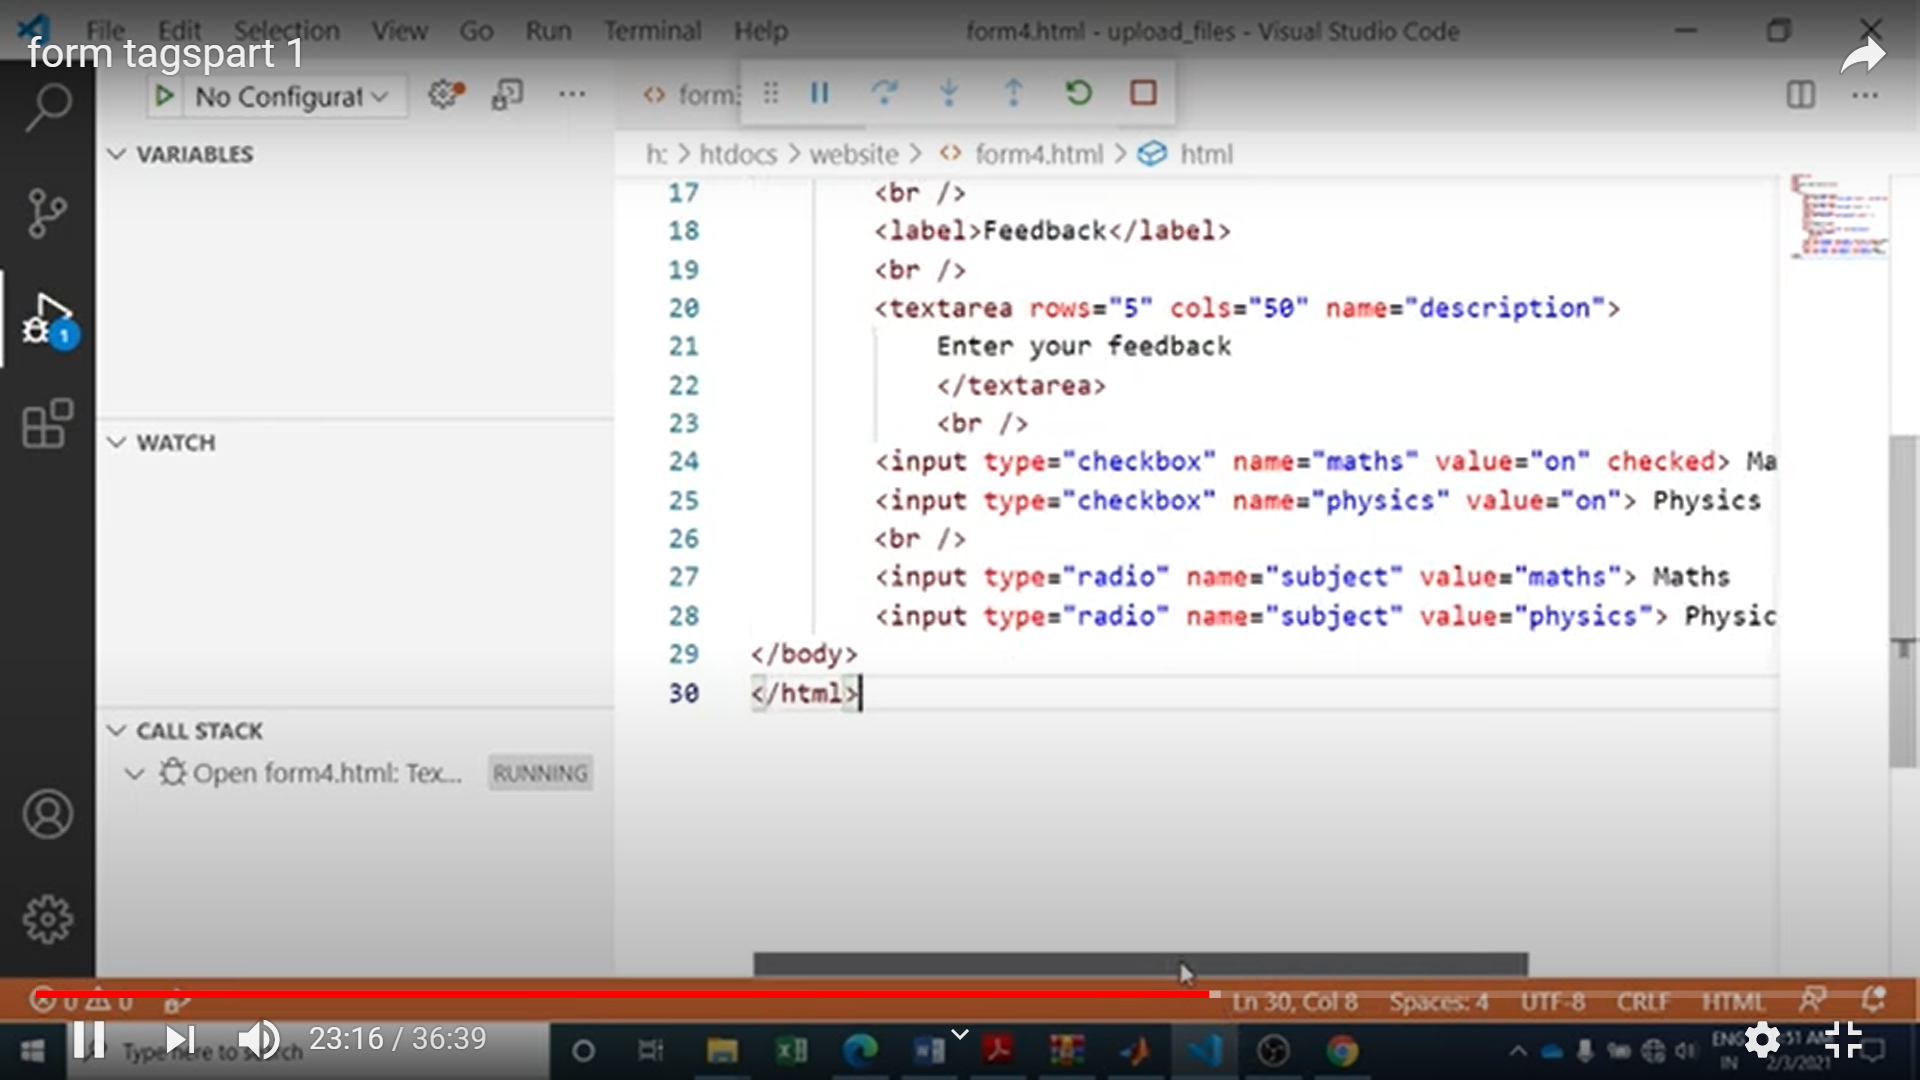 File Edit Selection View Go Run Terminal Help form4.html - upload_files - Visual Studio Code
form tagspart 1
No Configurat
form
VARIABLES
h: > htdocs > website > form4.html > html
17 <br />
18 <label>Feedback</label>
19 <br />
20 <textarea rows="5" cols="50" name="description">
21 Enter your feedback
22 </textarea>
23 <br />
24 <input type="checkbox" name="maths" value="on" checked> Ma
25 <input type="checkbox" name="physics" value="on"> Physics
26 <br />
27 <input type="radio" name="subject" value="maths"> Maths
28 <input type="radio" name="subject" value="physics"> Physic
29 </body>
30 </html>
1
WATCH
CALL STACK
Open form4.html: Tex... RUNNING
0 0
Ln 30, Col 8 Spaces: 4 UTF-8 CRLF HTML
23:16 / 36:39
Type here to search
ENG
IN
51 AM
2/3/2021